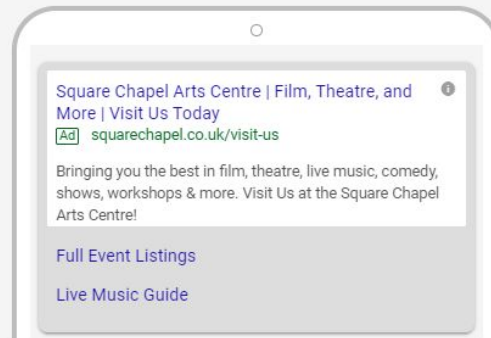 Square Chapel Arts Centre | Film, Theatre, and
More | Visit Us Today
Ad squarechapel.co.uk/visit-us
Bringing you the best in film, theatre, live music, comedy,
shows, workshops & more. Visit Us at the Square Chapel
Arts Centre!
Full Event Listings
Live Music Guide